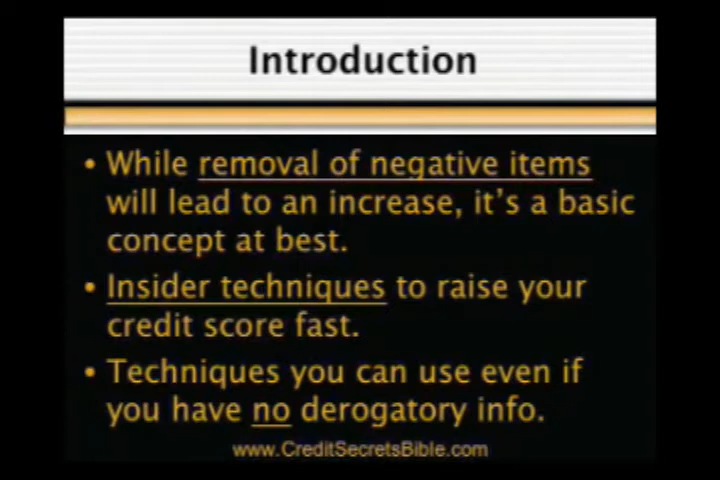 Introduction
• While removal of negative items
will lead to an increase, it's a basic
concept at best.
• Insider techniques to raise your
credit score fast.
• Techniques you can use even if
you have no derogatory info.
www.CreditSecretsBible.com